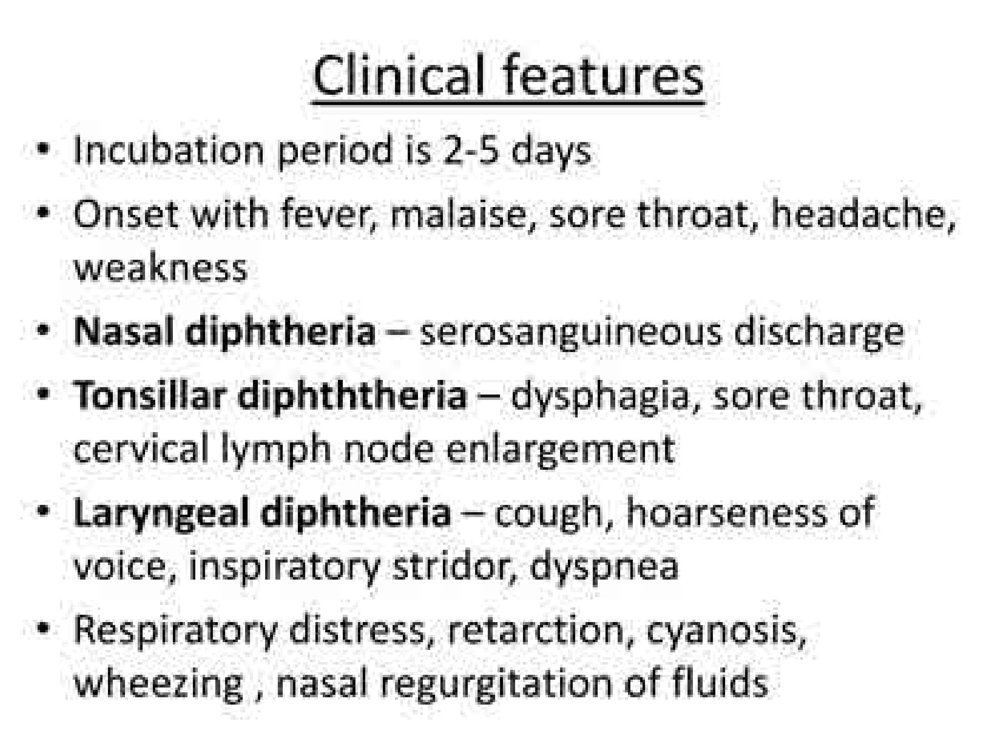 Clinical features
• Incubation period is 2-5 days
• Onset with fever, malaise, sore throat, headache,
weakness
• Nasal diphtheria – serosanguineous discharge
• Tonsillar diphththeria – dysphagia, sore throat,
cervical lymph node enlargement
• Laryngeal diphtheria – cough, hoarseness of
voice, inspiratory stridor, dyspnea
• Respiratory distress, retarction, cyanosis,
wheezing , nasal regurgitation of fluids